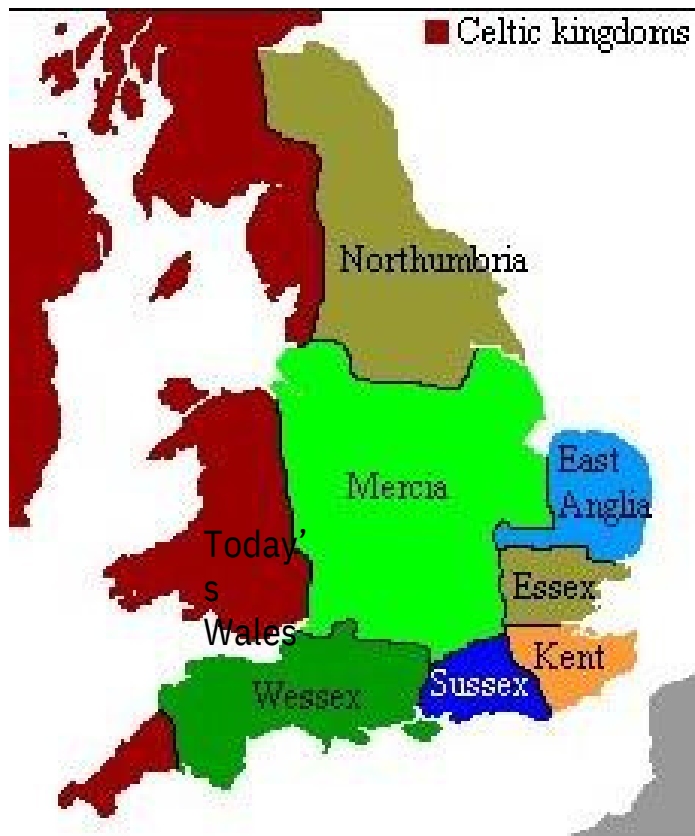 Celtic kingdoms
Northumbria
Mercia
East
Anglia
Today’
s
Wales
Essex
Kent
Sussex
Wessex